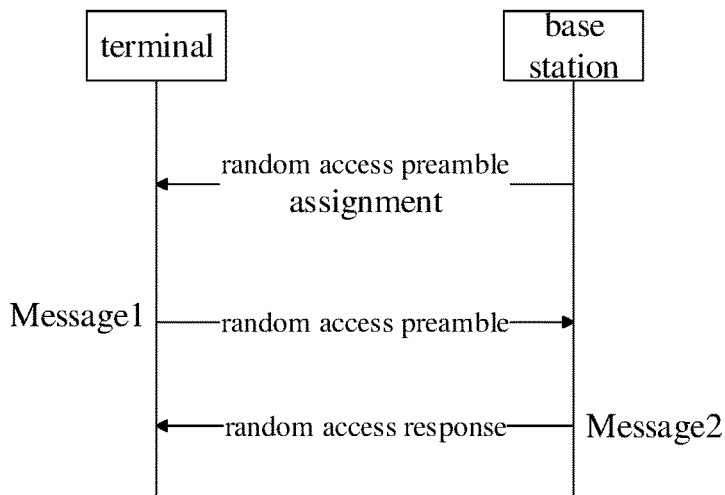 terminal
base
station
random access preamble
assignment
Message1
random access preamble
random access response
Message2